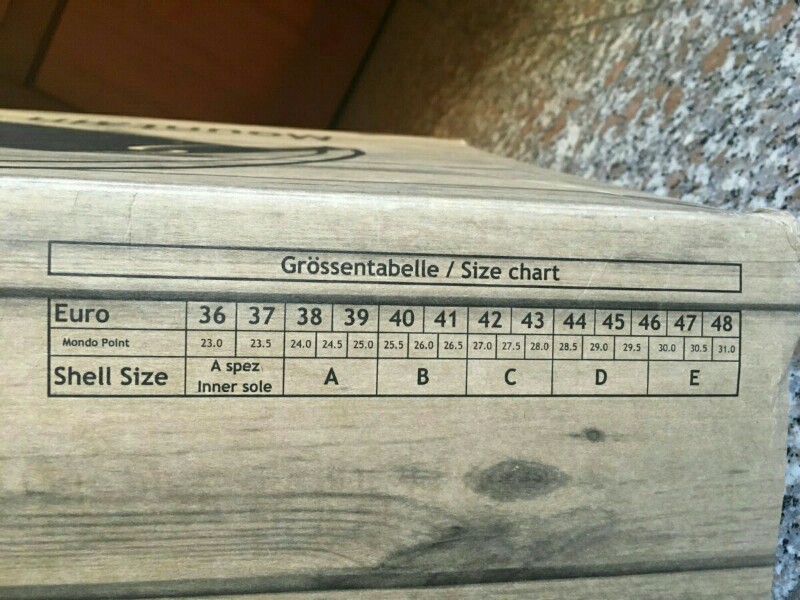 Grössentabelle / Size chart
Euro 36 37 38 39 40 41 42 43 44 45 46 47 48
Mondo Point 23.0 23.5 24.0 24.5 25.0 25.5 26.0 26.5 27.0 27.5 28.0 28.5 29.0 29.5 30.0 30.5 31.0
Shell Size A spez Inner sole A B C D E